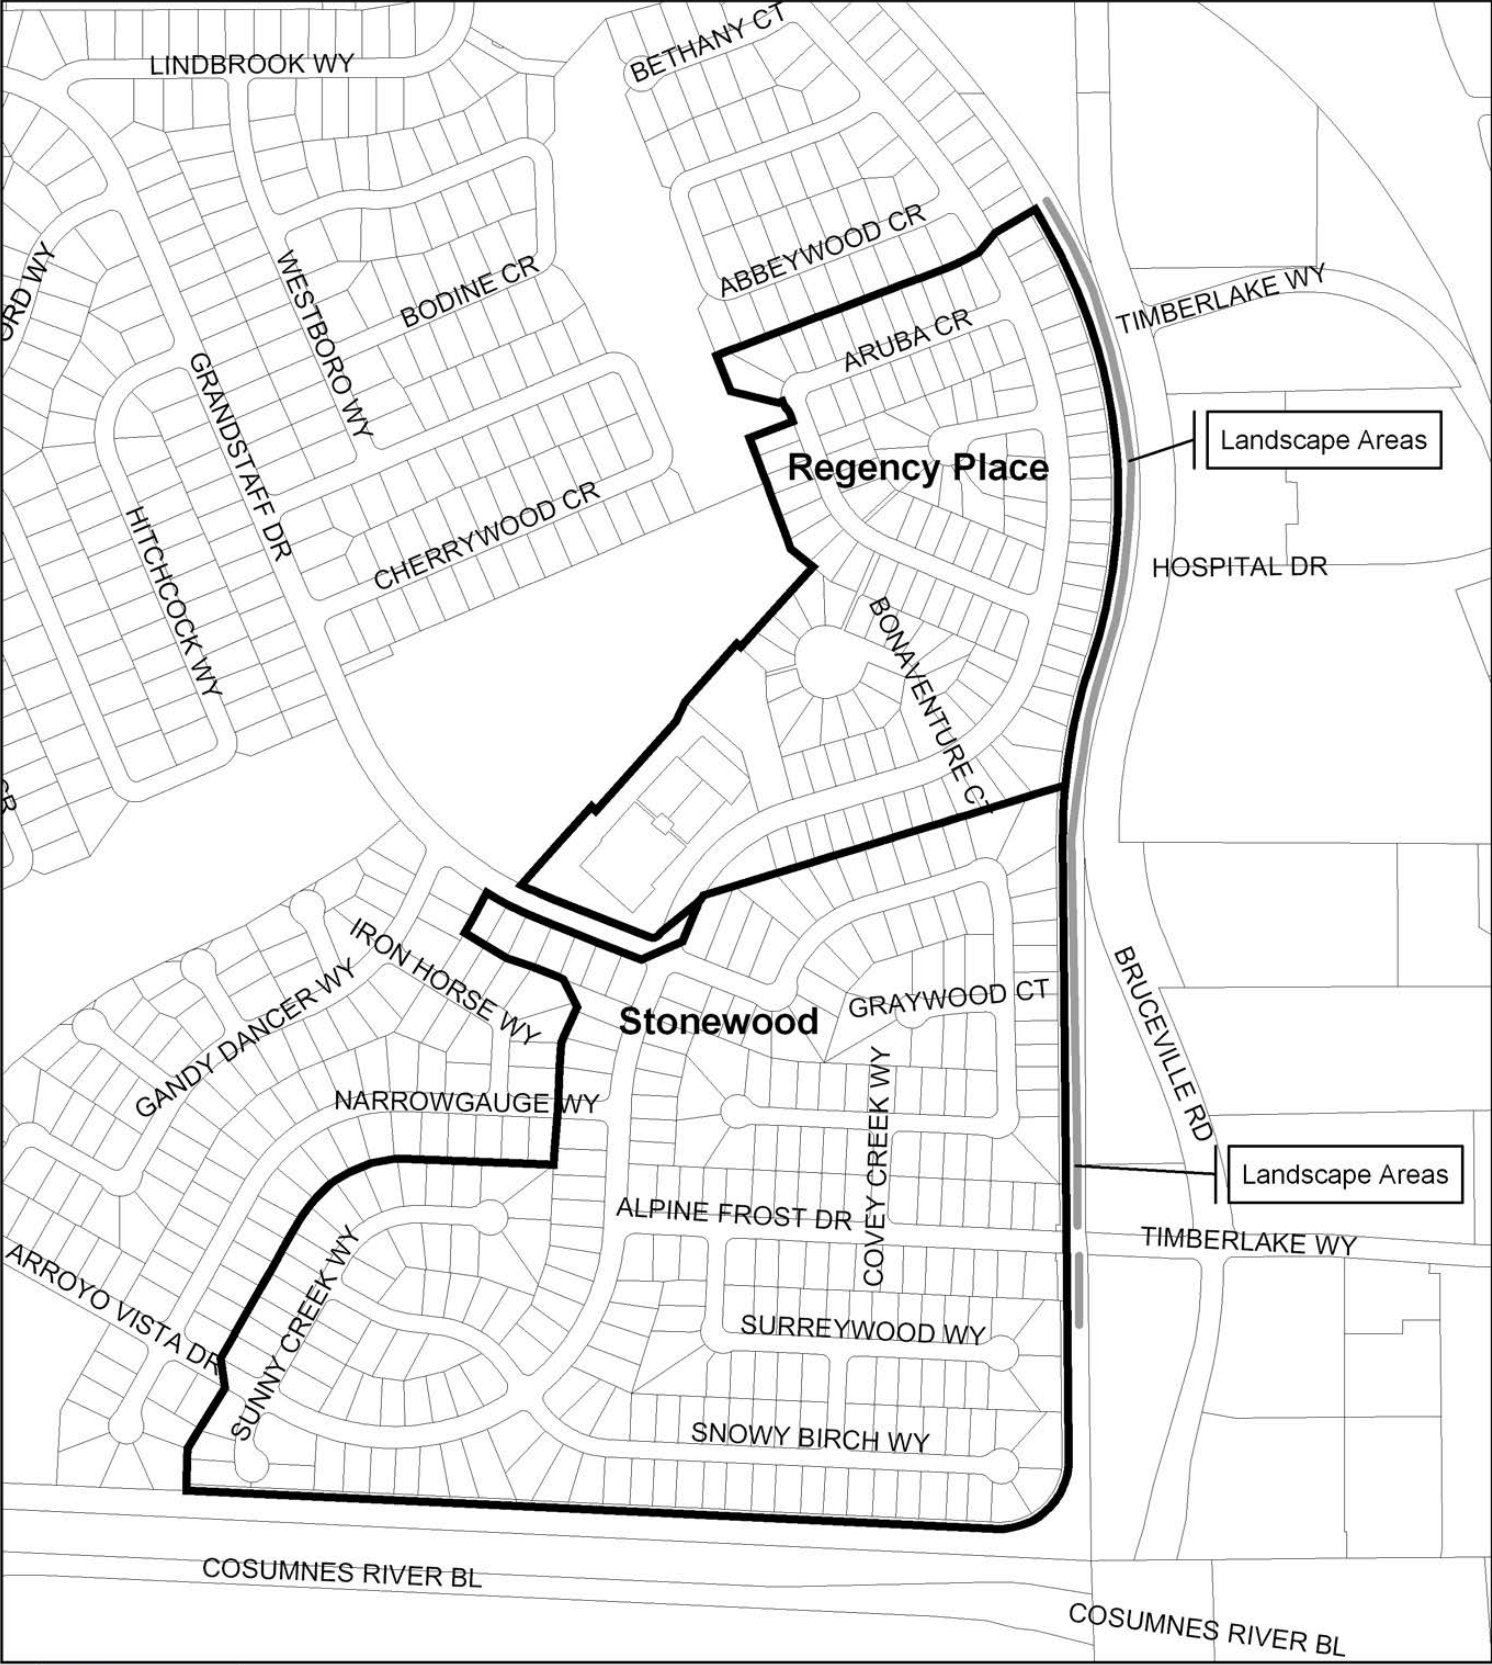 BETHANY CT
LINDBROOK WY
ABBEYWOOD CR
WESTBORO WY
BODINE CR
ORD WY
TIMBERLAKE WY
ARUBA CR
GRANDSTAFF DR
Landscape Areas
Regency Place
CHERRYWOOD CR
HITCHCOCK WY
HOSPITAL DR
BONAVENTURE CT
CR
IRON HORSE WY
GANDY DANCER WY
GRAYWOOD CT
Stonewood
BRUCEVILLE RD
NARROWGAUGE WY
COVEY CREEK WY
Landscape Areas
ALPINE FROST DR
TIMBERLAKE WY
ARROYO VISTA DR
SUNNY CREEK WY
SURREYWOOD WY
SNOWY BIRCH WY
COSUMNES RIVER BL
COSUMNES RIVER BL